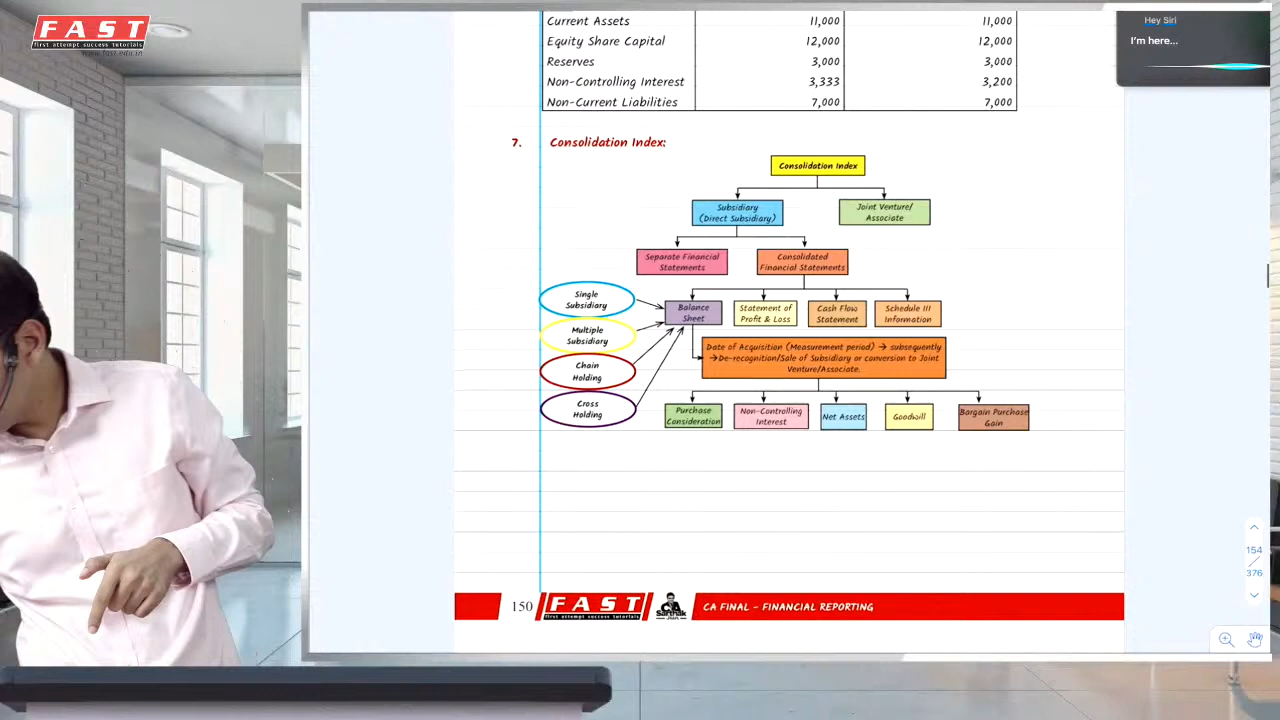 FAST
first attempt success tutorials
www.fast.edu.in
Hey Siri
I'm here...
Current Assets 11,000 11,000
Equity Share Capital 12,000 12,000
Reserves 3,000 3,000
Non-Controlling Interest 3,333 3,200
Non-Current Liabilities 7,000 7,000
7. Consolidation Index:
Consolidation Index
Subsidiary
(Direct Subsidiary)
Joint Venture/
Associate
Separate Financial
Statements
Consolidated
Financial Statements
Single
Subsidiary
Multiple
Subsidiary
Chain
Holding
Cross
Holding
Balance
Sheet
Statement of
Profit & Loss
Cash Flow
Statement
Schedule III
Information
Date of Acquisition (Measurement period) → subsequently
→De-recognition/Sale of Subsidiary or conversion to Joint
Venture/Associate.
Purchase
Consideration
Non-Controlling
Interest
Net Assets
Goodwill
Bargain Purchase
Gain
154
376
150
FAST
first attempt success tutorials
Sarthak
CA FINAL – FINANCIAL REPORTING